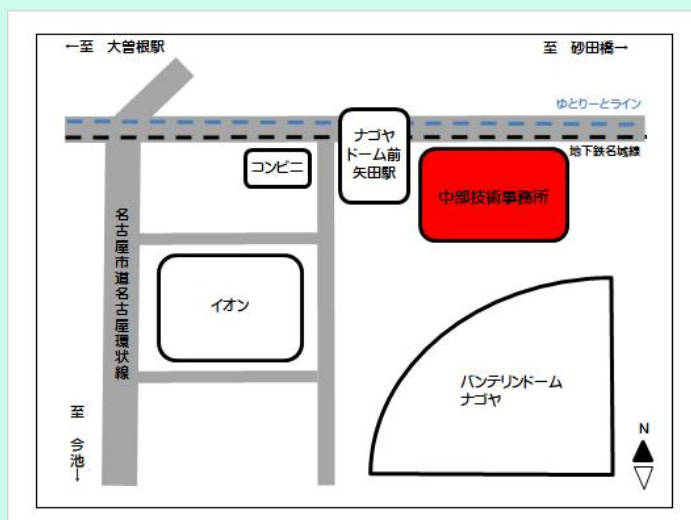 ←至　大曽根駅
至　砂田橋→
ゆとりーとライン
ナゴヤ
ドーム前
矢田駅
地下鉄名城線
コンビニ
中部技術事務所
名古屋市道名古屋環状線
イオン
バンテリンドーム
ナゴヤ
至　今池→
N